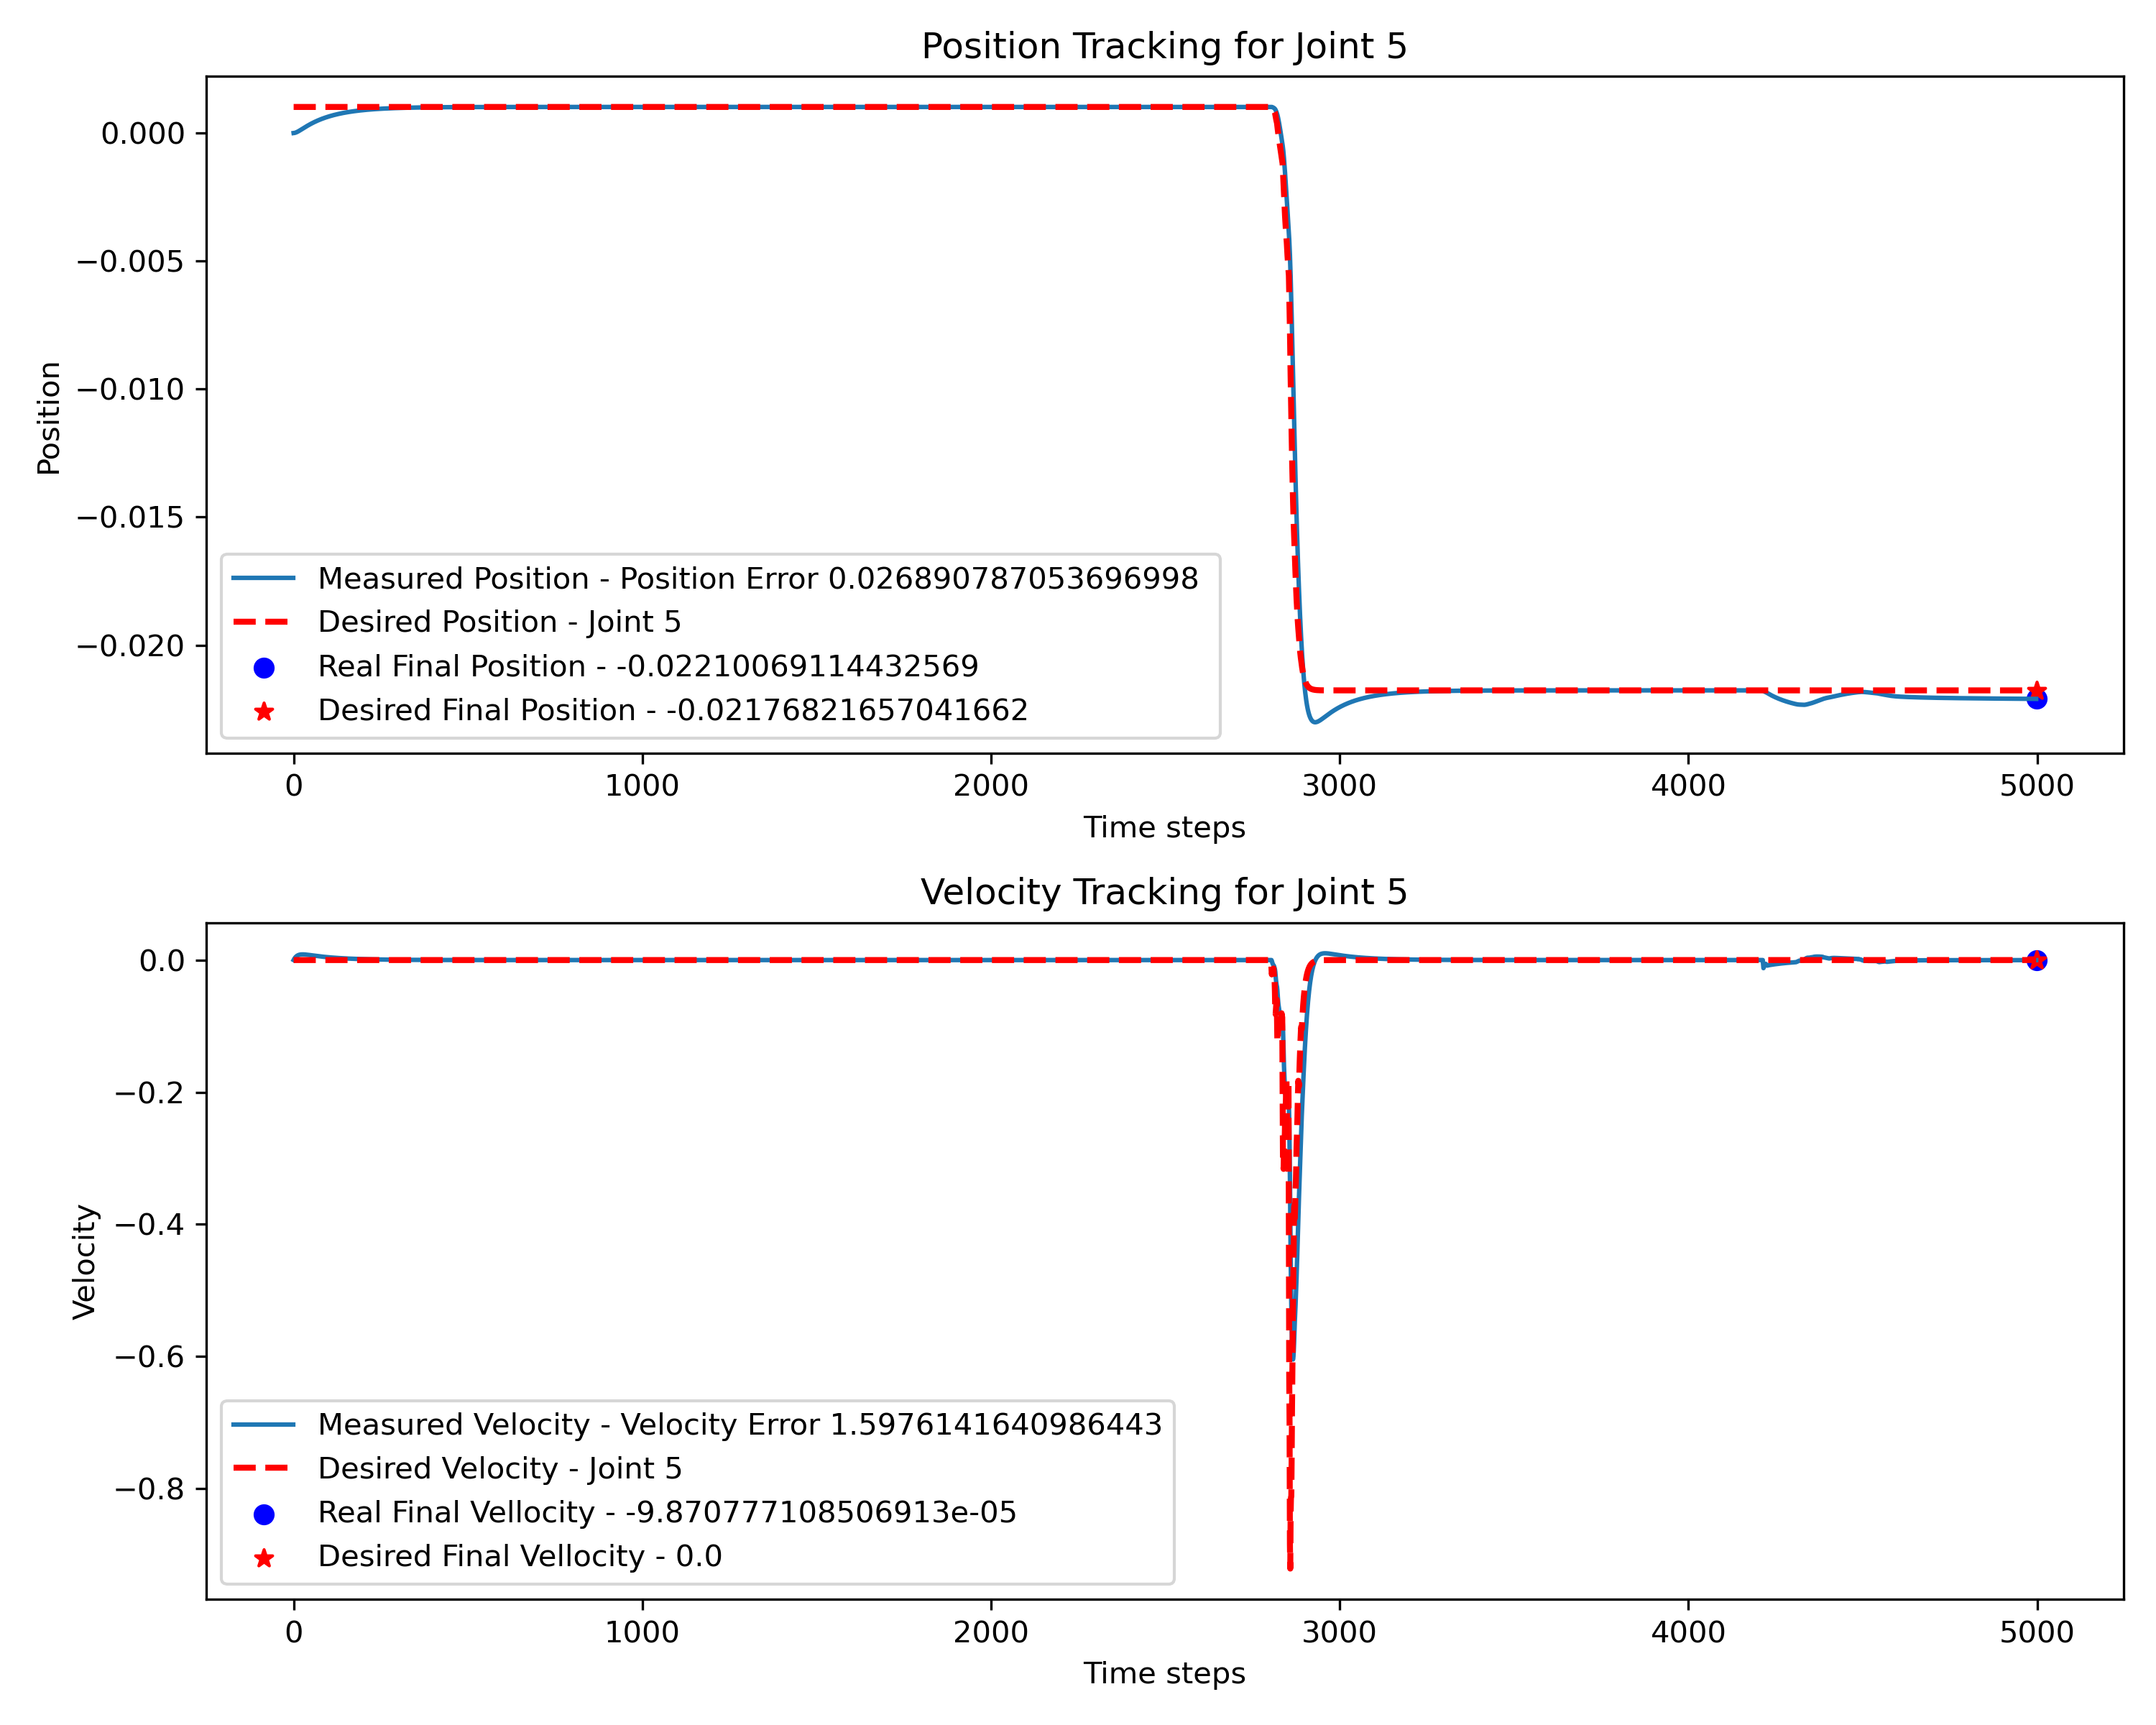 Position Tracking for Joint 5
Position
0.000
−0.005
−0.010
−0.015
−0.020
Measured Position - Position Error 0.026890787053696998
Desired Position - Joint 5
Real Final Position - -0.02210069114432569
Desired Final Position - -0.02176821657041662
0 1000 2000 3000 4000 5000
Time steps
Velocity Tracking for Joint 5
Velocity
0.0
−0.2
−0.4
−0.6
−0.8
Measured Velocity - Velocity Error 1.5976141640986443
Desired Velocity - Joint 5
Real Final Vellocity - -9.870777108506913e-05
Desired Final Vellocity - 0.0
0 1000 2000 3000 4000 5000
Time steps